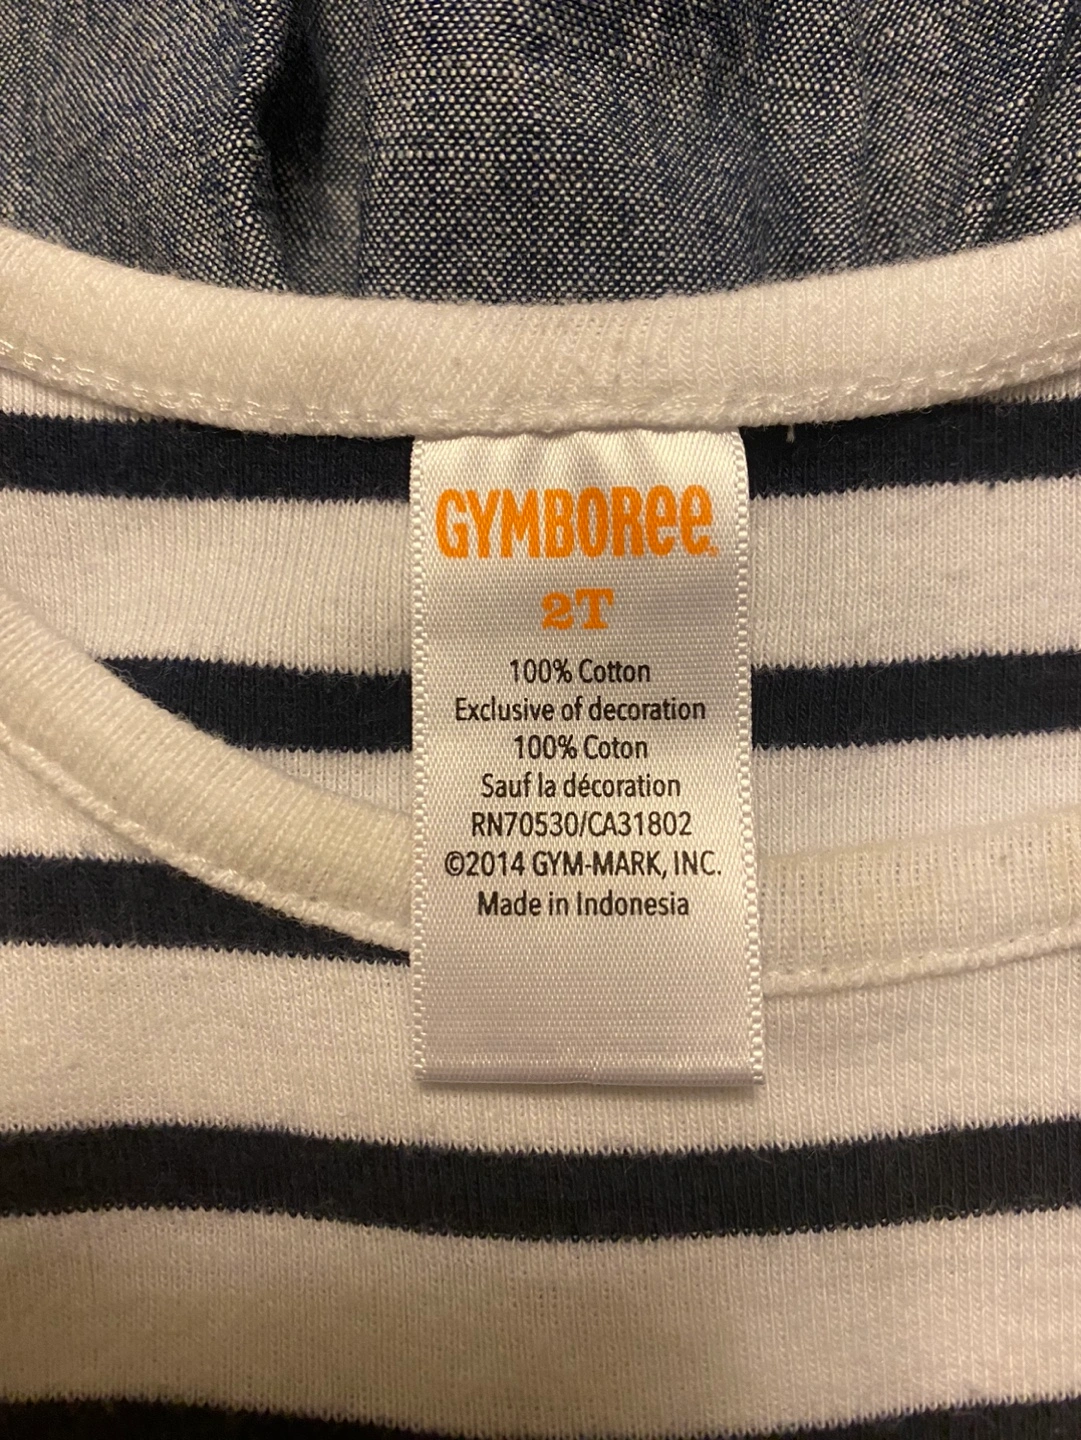 GYMBOREE
2T
100% Cotton
Exclusive of decoration
100% Coton
Sauf la décoration
RN70530/CA31802
©2014 GYM-MARK, INC.
Made in Indonesia